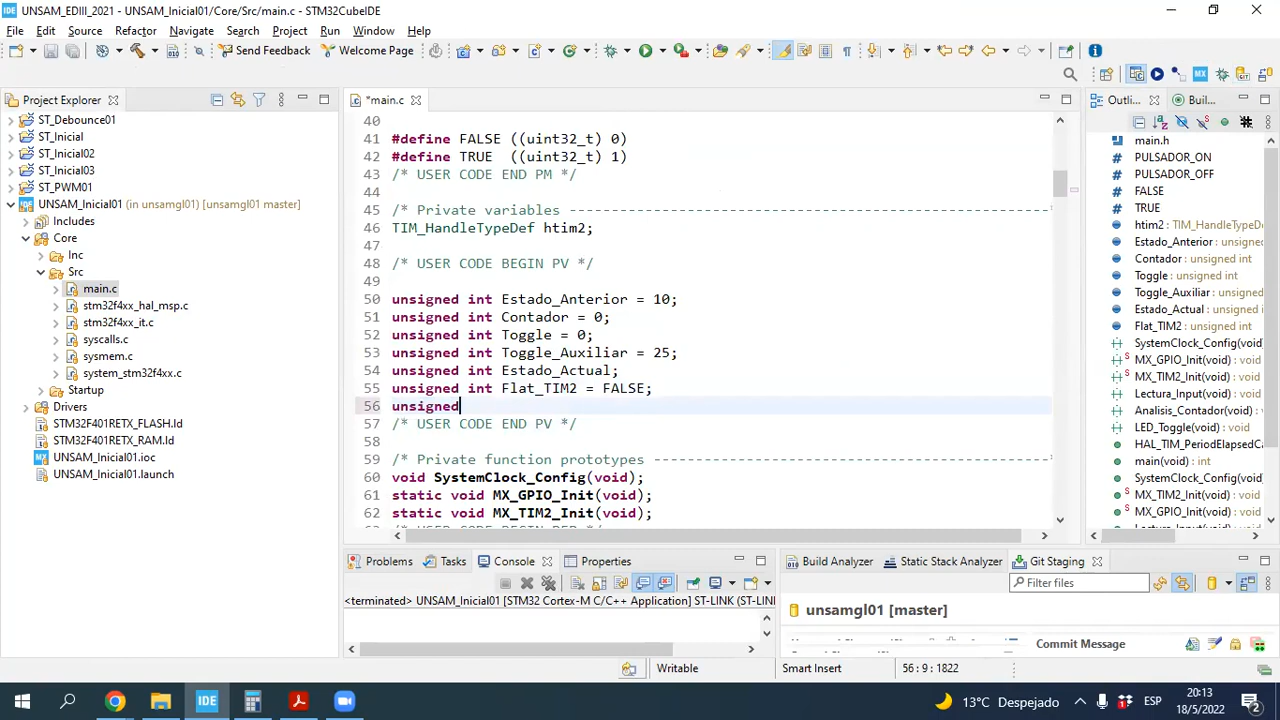 UNSAM_EDIII_2021 - UNSAM_Inicial01/Core/Src/main.c - STM32CubeIDE
File Edit Source Refactor Navigate Search Project Run Window Help
Send Feedback Welcome Page
Project Explorer
ST_Debounce01
ST_Inicial
ST_Inicial02
ST_Inicial03
ST_PWM01
UNSAM_Inicial01 (in unsamgl01) [unsamgl01 master]
Includes
Core
Inc
Src
main.c
stm32f4xx_hal_msp.c
stm32f4xx_it.c
syscalls.c
sysmem.c
system_stm32f4xx.c
Startup
Drivers
STM32F401RETX_FLASH.ld
STM32F401RETX_RAM.ld
UNSAM_Inicial01.ioc
UNSAM_Inicial01.launch
*main.c
40
41 #define FALSE ((uint32_t) 0)
42 #define TRUE ((uint32_t) 1)
43 /* USER CODE END PM */
44
45 /* Private variables ---------------------------------------------------------
46 TIM_HandleTypeDef htim2;
47
48 /* USER CODE BEGIN PV */
49
50 unsigned int Estado_Anterior = 10;
51 unsigned int Contador = 0;
52 unsigned int Toggle = 0;
53 unsigned int Toggle_Auxiliar = 25;
54 unsigned int Estado_Actual;
55 unsigned int Flat_TIM2 = FALSE;
56 unsigned
57 /* USER CODE END PV */
58
59 /* Private function prototypes -----------------------------------------------
60 void SystemClock_Config(void);
61 static void MX_GPIO_Init(void);
62 static void MX_TIM2_Init(void);
Outli... Buil...
main.h
PULSADOR_ON
PULSADOR_OFF
FALSE
TRUE
htim2 : TIM_HandleTypeD
Estado_Anterior : unsigned
Contador : unsigned int
Toggle : unsigned int
Toggle_Auxiliar : unsigned
Estado_Actual : unsigned
Flat_TIM2 : unsigned int
SystemClock_Config(void)
MX_GPIO_Init(void) :
MX_TIM2_Init(void) :
Lectura_Input(void) :
Analisis_Contador(void)
LED_Toggle(void) :
HAL_TIM_PeriodElapsedC
main(void) : int
SystemClock_Config(void)
MX_TIM2_Init(void) :
MX_GPIO_Init(void) :
Problems Tasks Console Properties
<terminated> UNSAM_Inicial01 [STM32 Cortex-M C/C++ Application] ST-LINK (ST-LINK
Build Analyzer Static Stack Analyzer Git Staging
Filter files
unsamgl01 [master]
Commit Message
Writable Smart Insert 56 : 9 : 1822
13°C Despejado ESP 20:13 18/5/2022 2